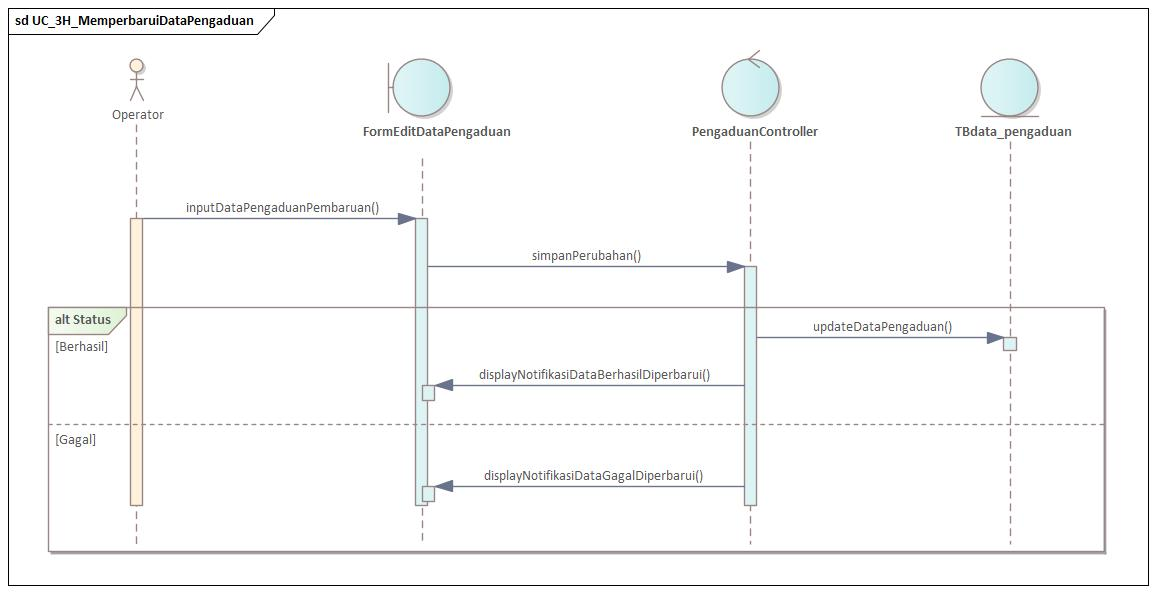 sd UC_3H_MemperbaruiDataPengaduan
Operator
FormEditDataPengaduan
PengaduanController
TBdata_pengaduan
inputDataPengaduanPembaruan()
simpanPerubahan()
alt Status
[Berhasil]
updateDataPengaduan()
displayNotifikasiDataBerhasilDiperbarui()
[Gagal]
displayNotifikasiDataGagalDiperbarui()